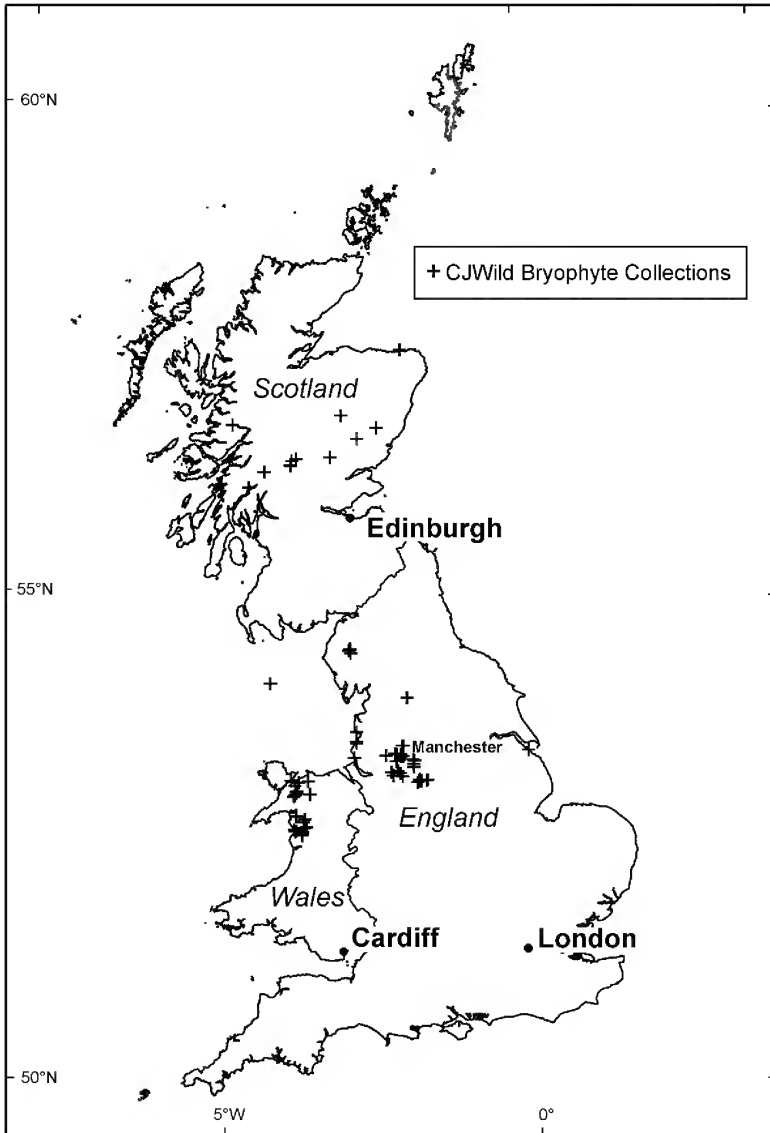 60°N
+ CJWild Bryophyte Collections
Scotland
Edinburgh
55°N
Manchester
England
Wales
Cardiff
London
50°N
5°W
0°